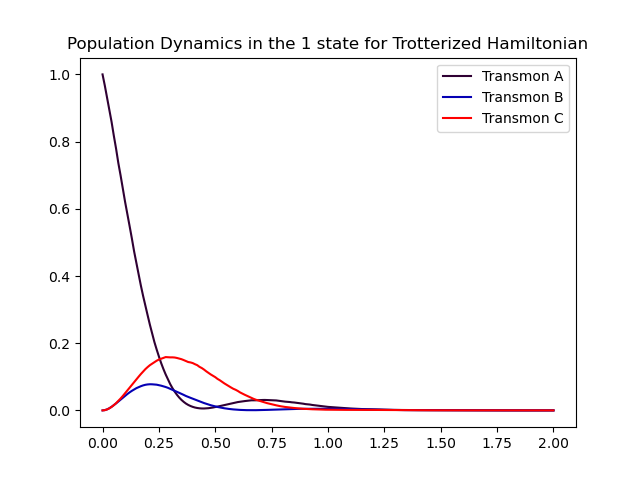 Population Dynamics in the 1 state for Trotterized Hamiltonian
Transmon A
Transmon B
Transmon C
1.0
0.8
0.6
0.4
0.2
0.0
0.00 0.25 0.50 0.75 1.00 1.25 1.50 1.75 2.00